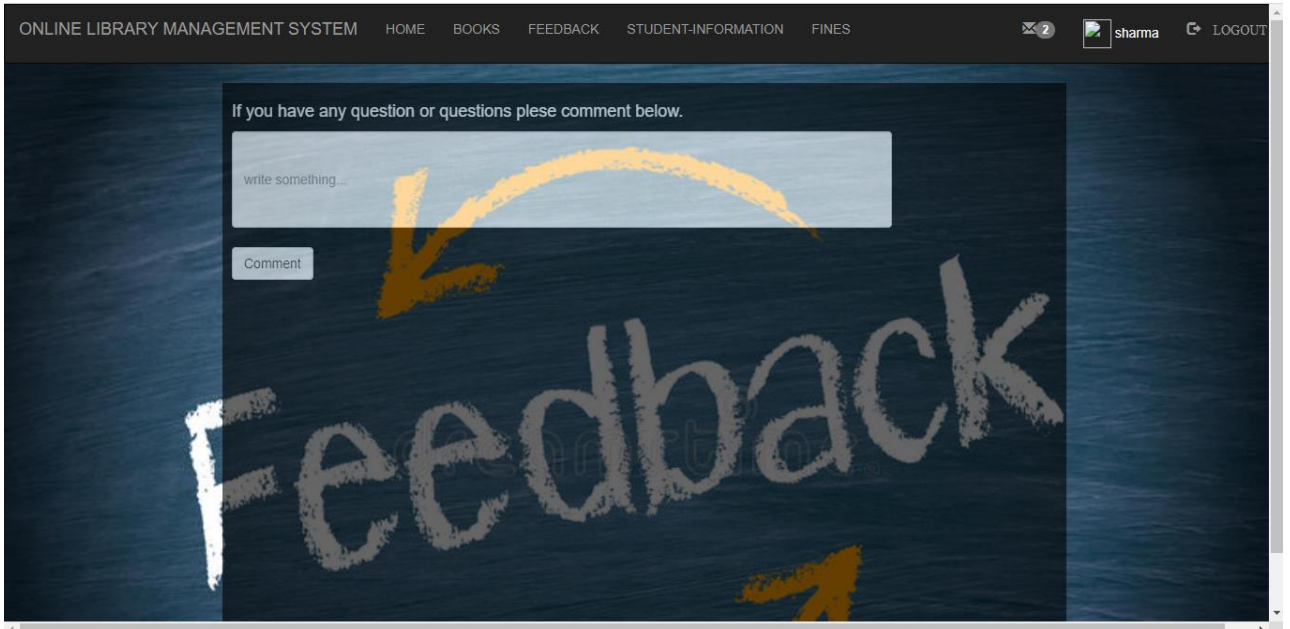 ONLINE LIBRARY MANAGEMENT SYSTEM HOME BOOKS FEEDBACK STUDENT-INFORMATION FINES 2 sharma LOGOUT
If you have any question or questions plese comment below.
write something...
Comment
Feedback